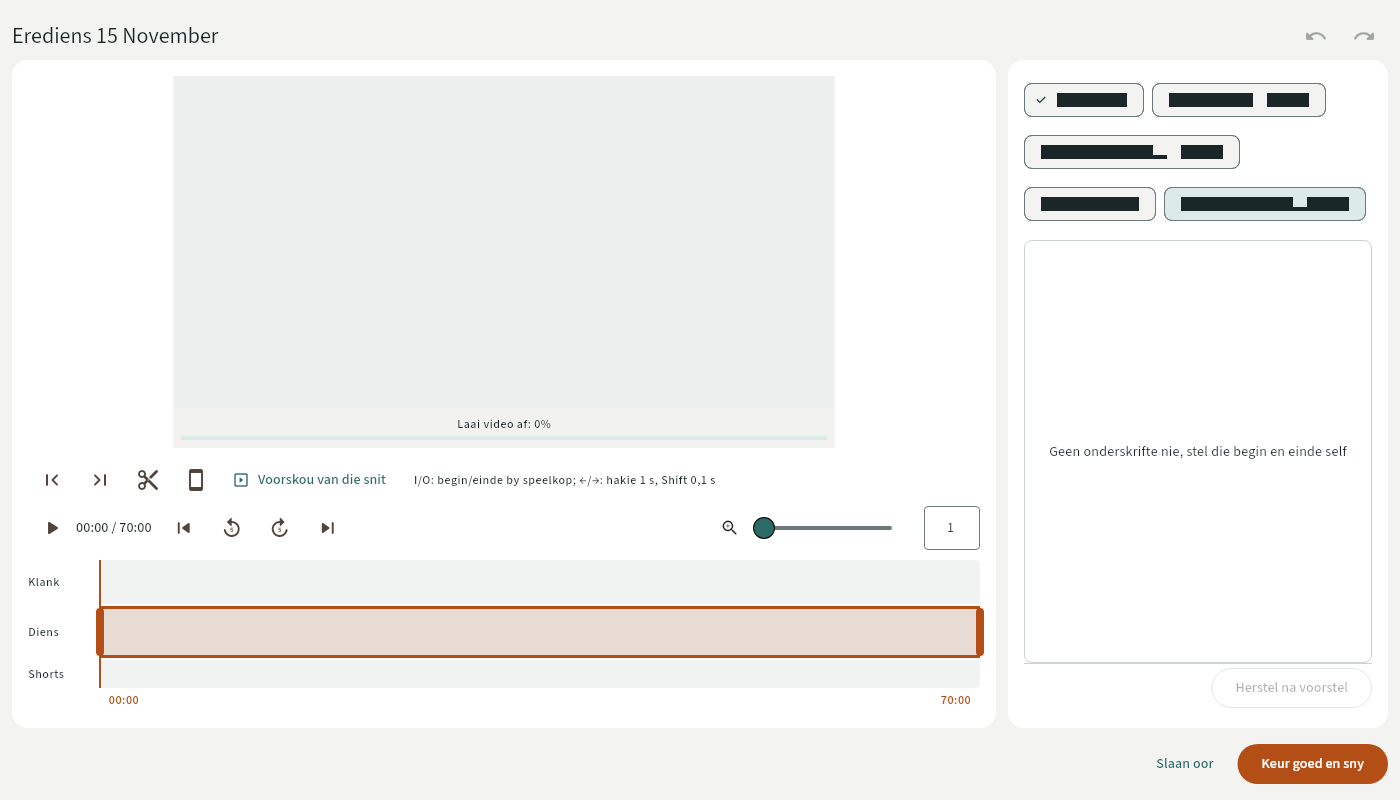 Erediens 15 November
Laai video af: 0%
Voorskou van die snit
I/O: begin/einde by speelkop; ←/→: hakie 1 s, Shift 0,1 s
00:00 / 70:00
5
5
1
Klank
Diens
Shorts
00:00
70:00
Geen onderskrifte nie, stel die begin en einde self
Herstel na voorstel
Slaan oor
Keur goed en sny